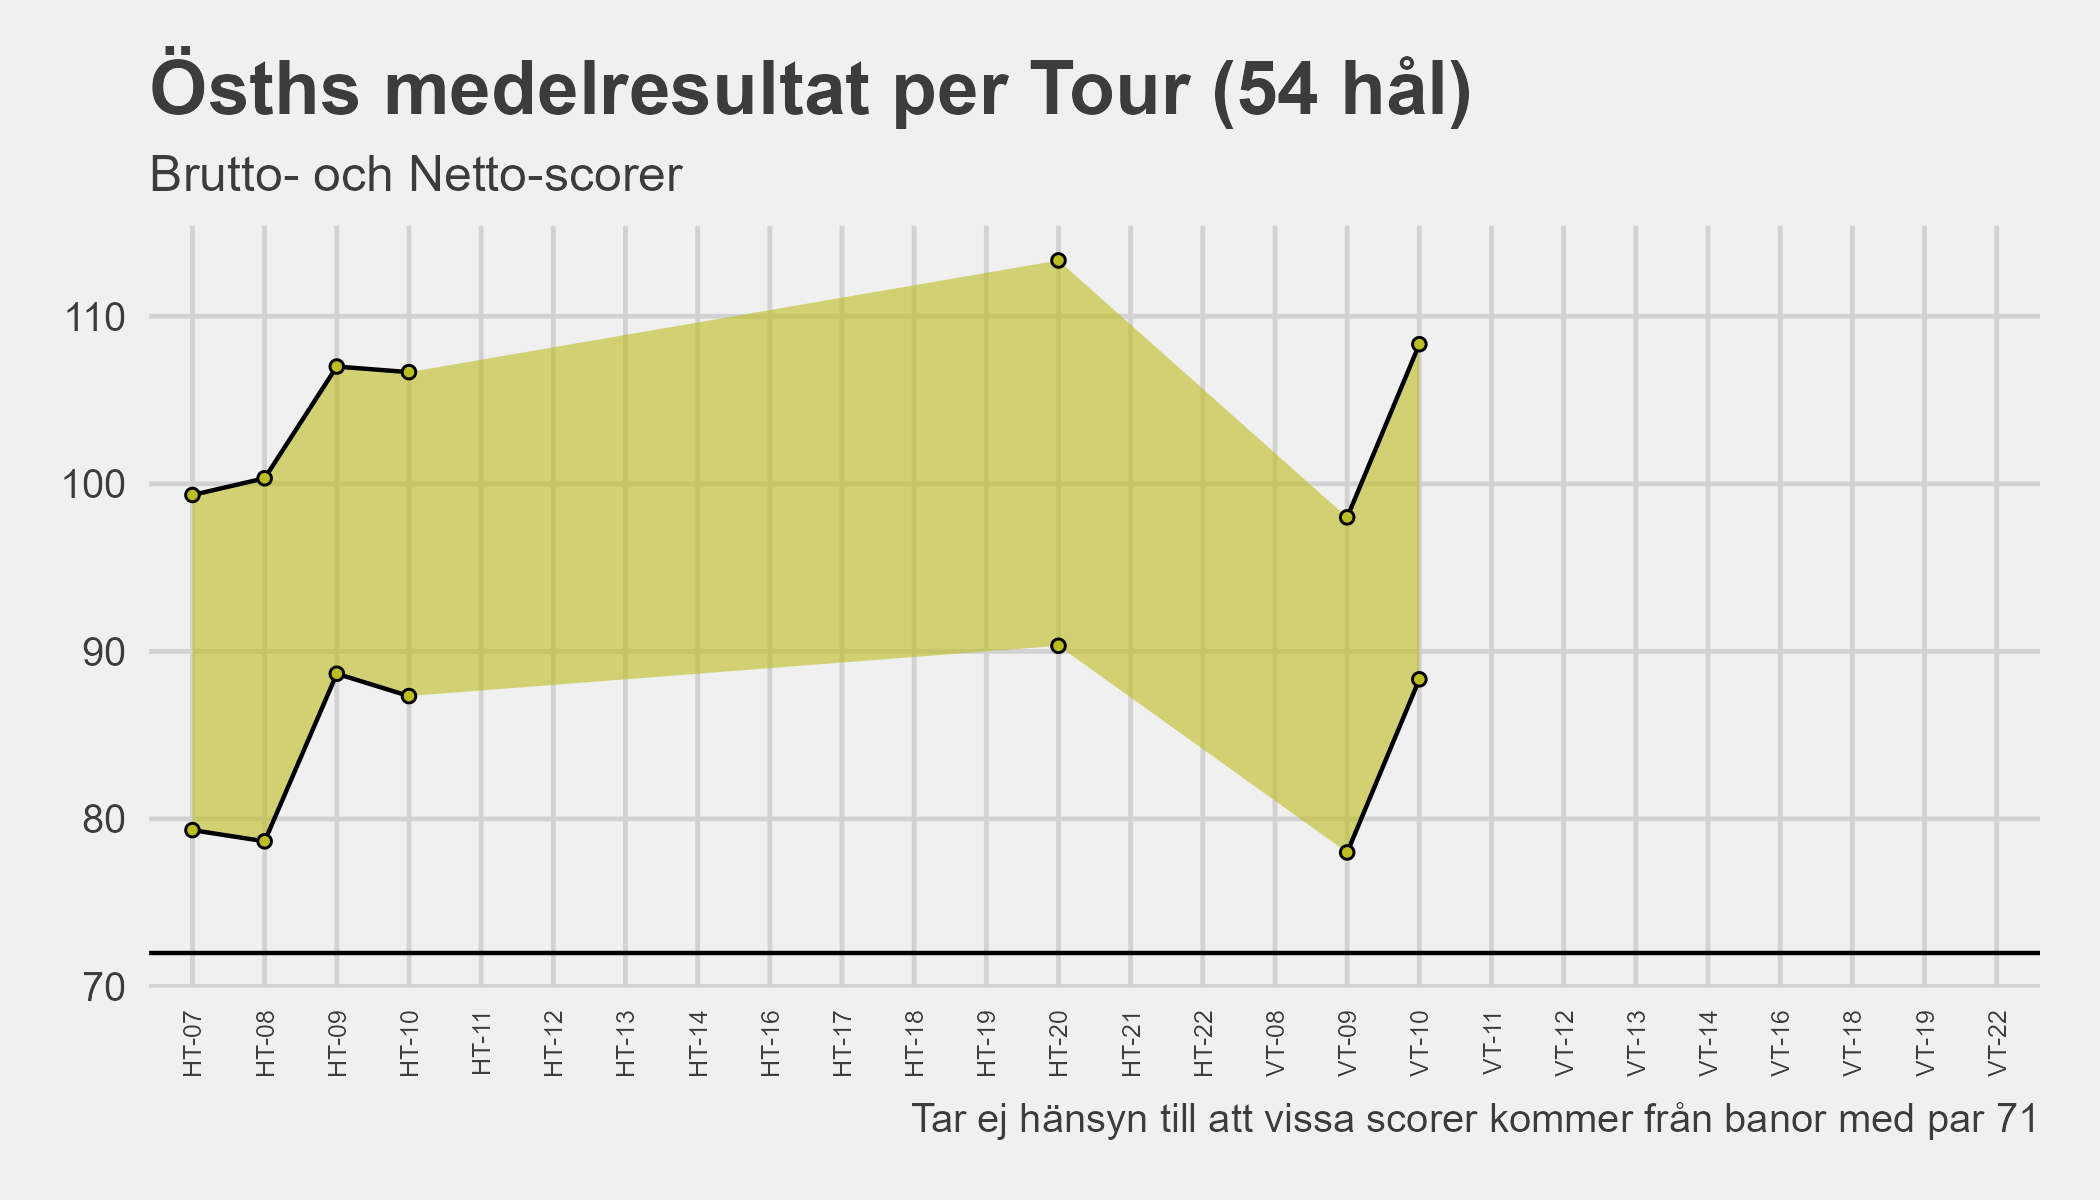 Ösths medelresultat per Tour (54 hål)
Brutto- och Netto-scorer
110
100
90
80
70
HT-07
HT-08
HT-09
HT-10
HT-11
HT-12
HT-13
HT-14
HT-16
HT-17
HT-18
HT-19
HT-20
HT-21
HT-22
VT-08
VT-09
VT-10
VT-11
VT-12
VT-13
VT-14
VT-16
VT-18
VT-19
VT-22
Tar ej hänsyn till att vissa scorer kommer från banor med par 71